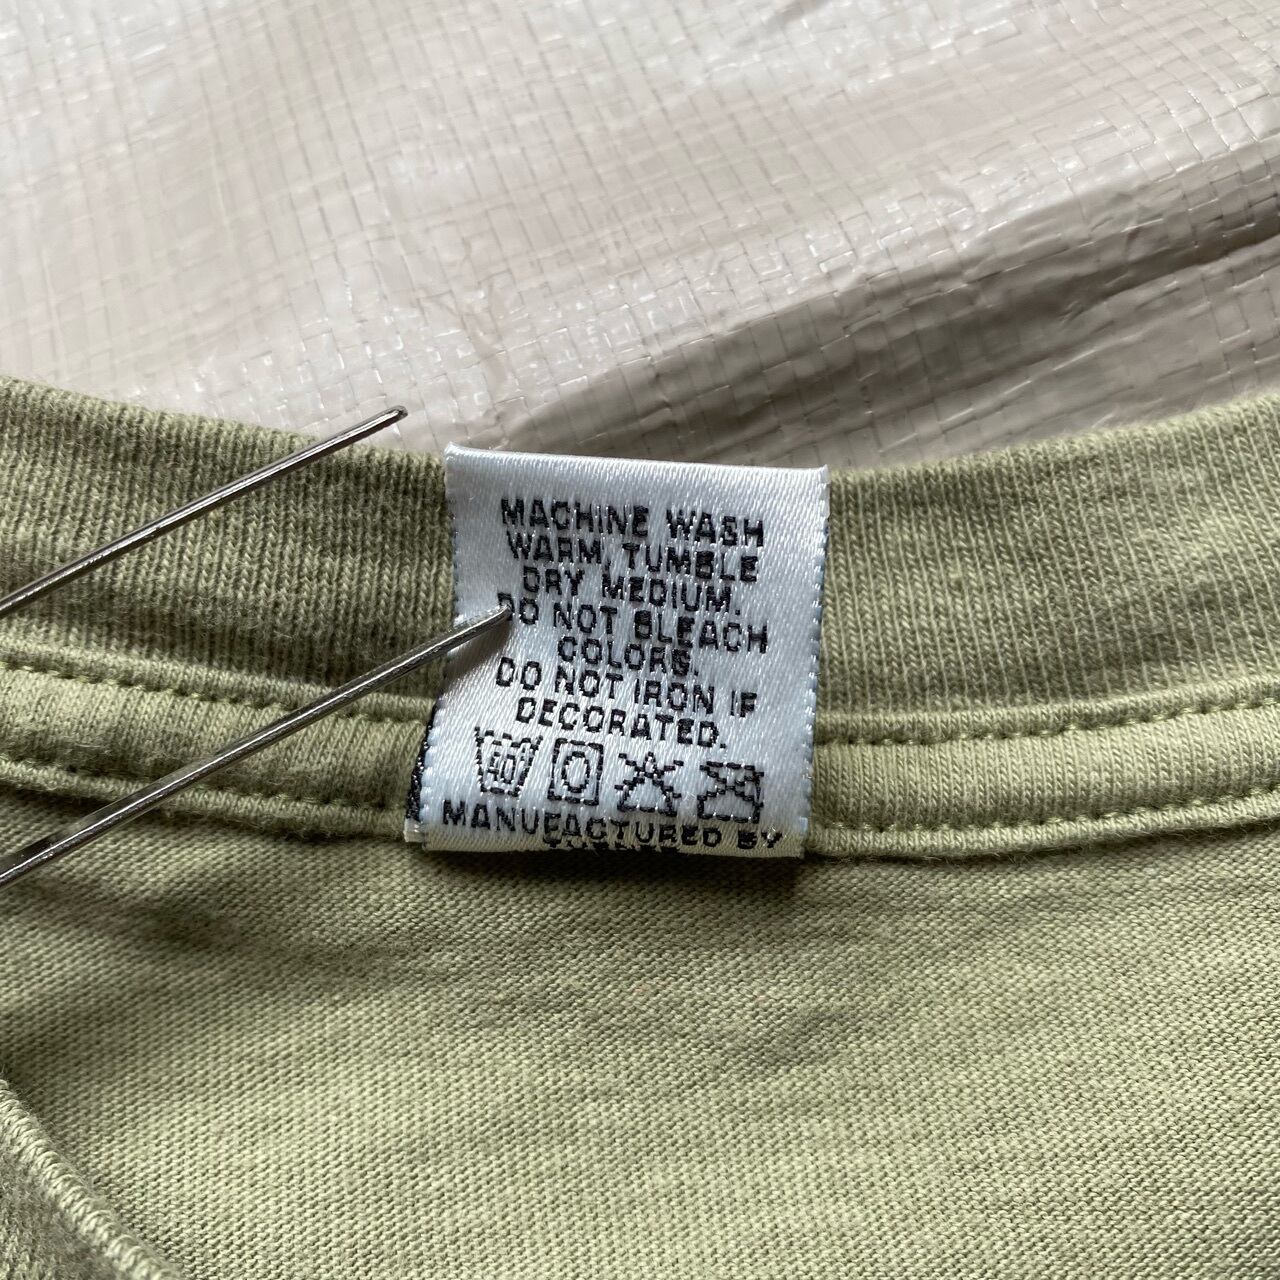 MACHINE WASH
WARM, TUMBLE
DRY MEDIUM.
DO NOT BLEACH
COLORS.
DO NOT IRON IF
DECORATED.
40
MANUFACTURED BY